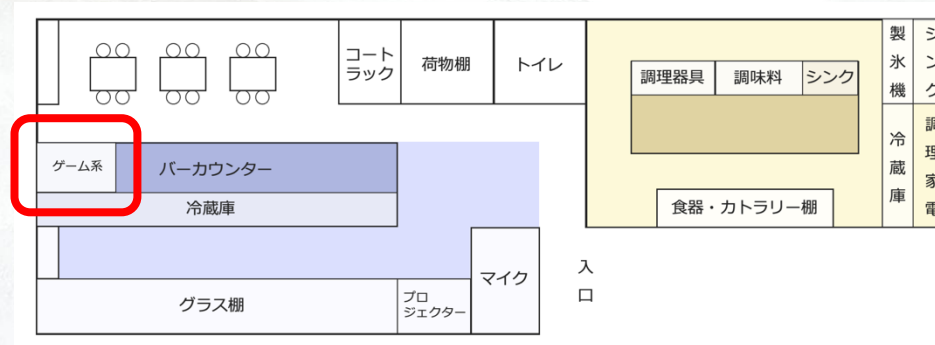 コート
ラック
荷物棚
トイレ
調理器具
調味料
シンク
製氷機
冷蔵庫
ゲーム系
バーカウンター
冷蔵庫
食器・カトラリー棚
グラス棚
プロ
ジェクター
マイク
入口